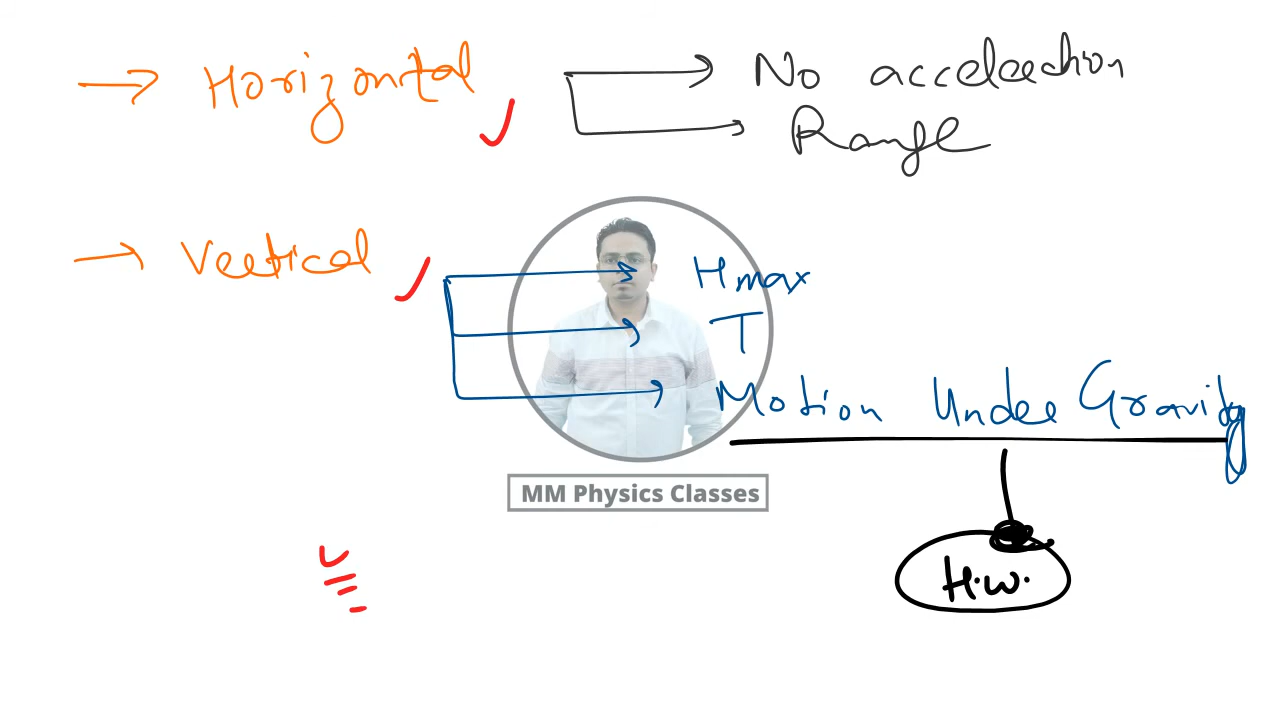 → Horizontal ✓ → No acceleration
→ Range
→ Vertical ✓ → Hmax
→ T
→ Motion Under Gravity
MM Physics Classes
H.W.